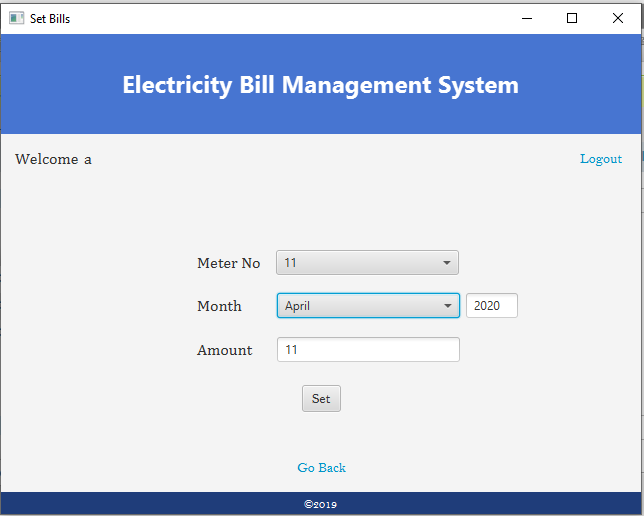 Set Bills
Electricity Bill Management System
Welcome a
Logout
Meter No 11
Month April 2020
Amount 11
Set
Go Back
©2019